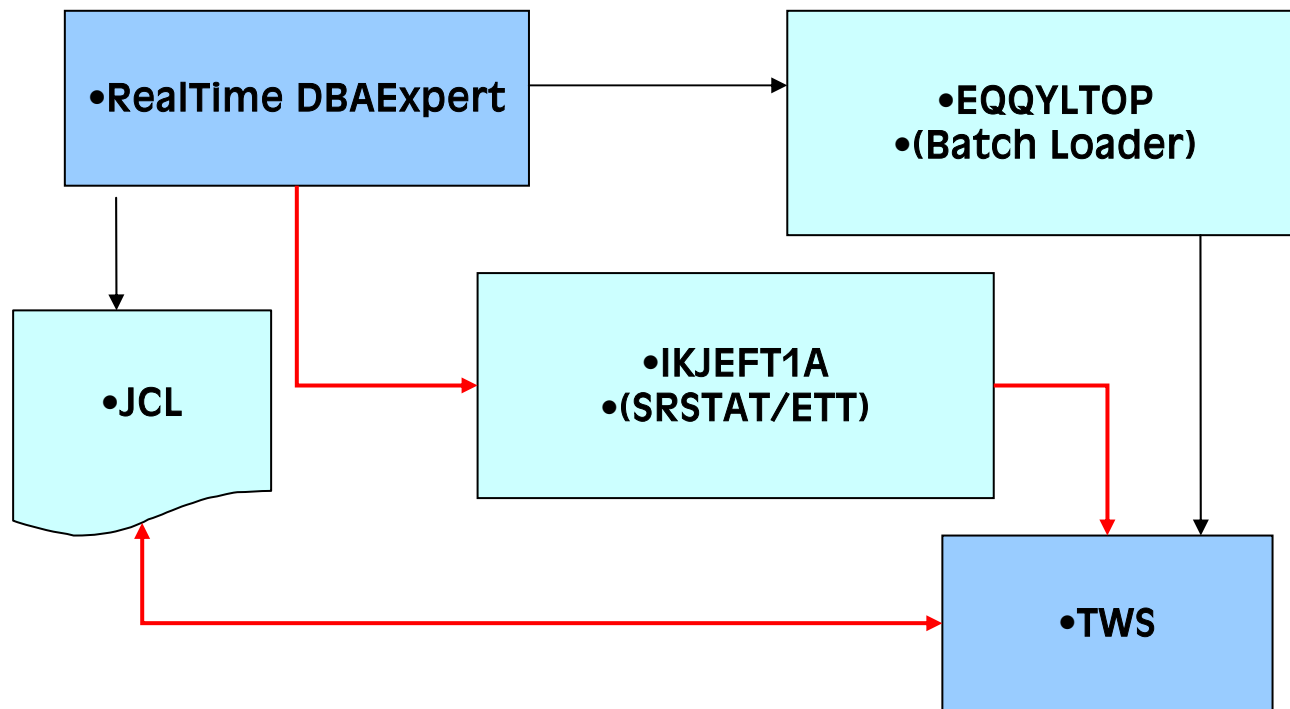 •RealTime DBAExpert
•EQQYLTOP
•(Batch Loader)
•IKJEFT1A
•(SRSTAT/ETT)
•JCL
•TWS